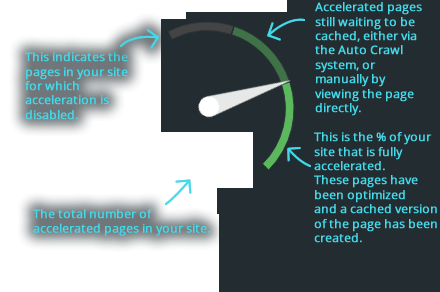 This indicates the
pages in your site
for which
acceleration is
disabled.
Accelerated pages
still waiting to be
cached, either via
the Auto Crawl
system, or
manually by
viewing the page
directly.
This is the % of your
site that is fully
accelerated.
These pages have
been optimized
and a cached version
of the page has been
created.
The total number of
accelerated pages in your site.